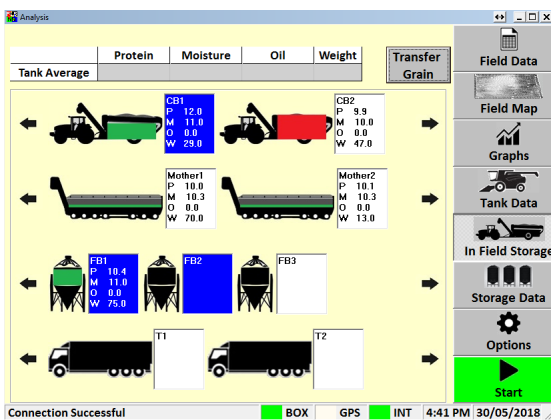 Analysis
Protein Moisture Oil Weight
Tank Average
Transfer
Grain
CB1
P 12.0
M 11.0
O 0.0
W 29.0
CB2
P 9.9
M 10.0
O 0.0
W 47.0
Mother1
P 10.0
M 10.3
O 0.0
W 70.0
Mother2
P 10.1
M 10.3
O 0.0
W 13.0
FB1
P 10.4
M 11.0
O 0.0
W 75.0
FB2
FB3
T1
T2
Field Data
Field Map
Graphs
Tank Data
In Field Storage
Storage Data
Options
Start
Connection Successful BOX GPS INT 4:41 PM 30/05/2018